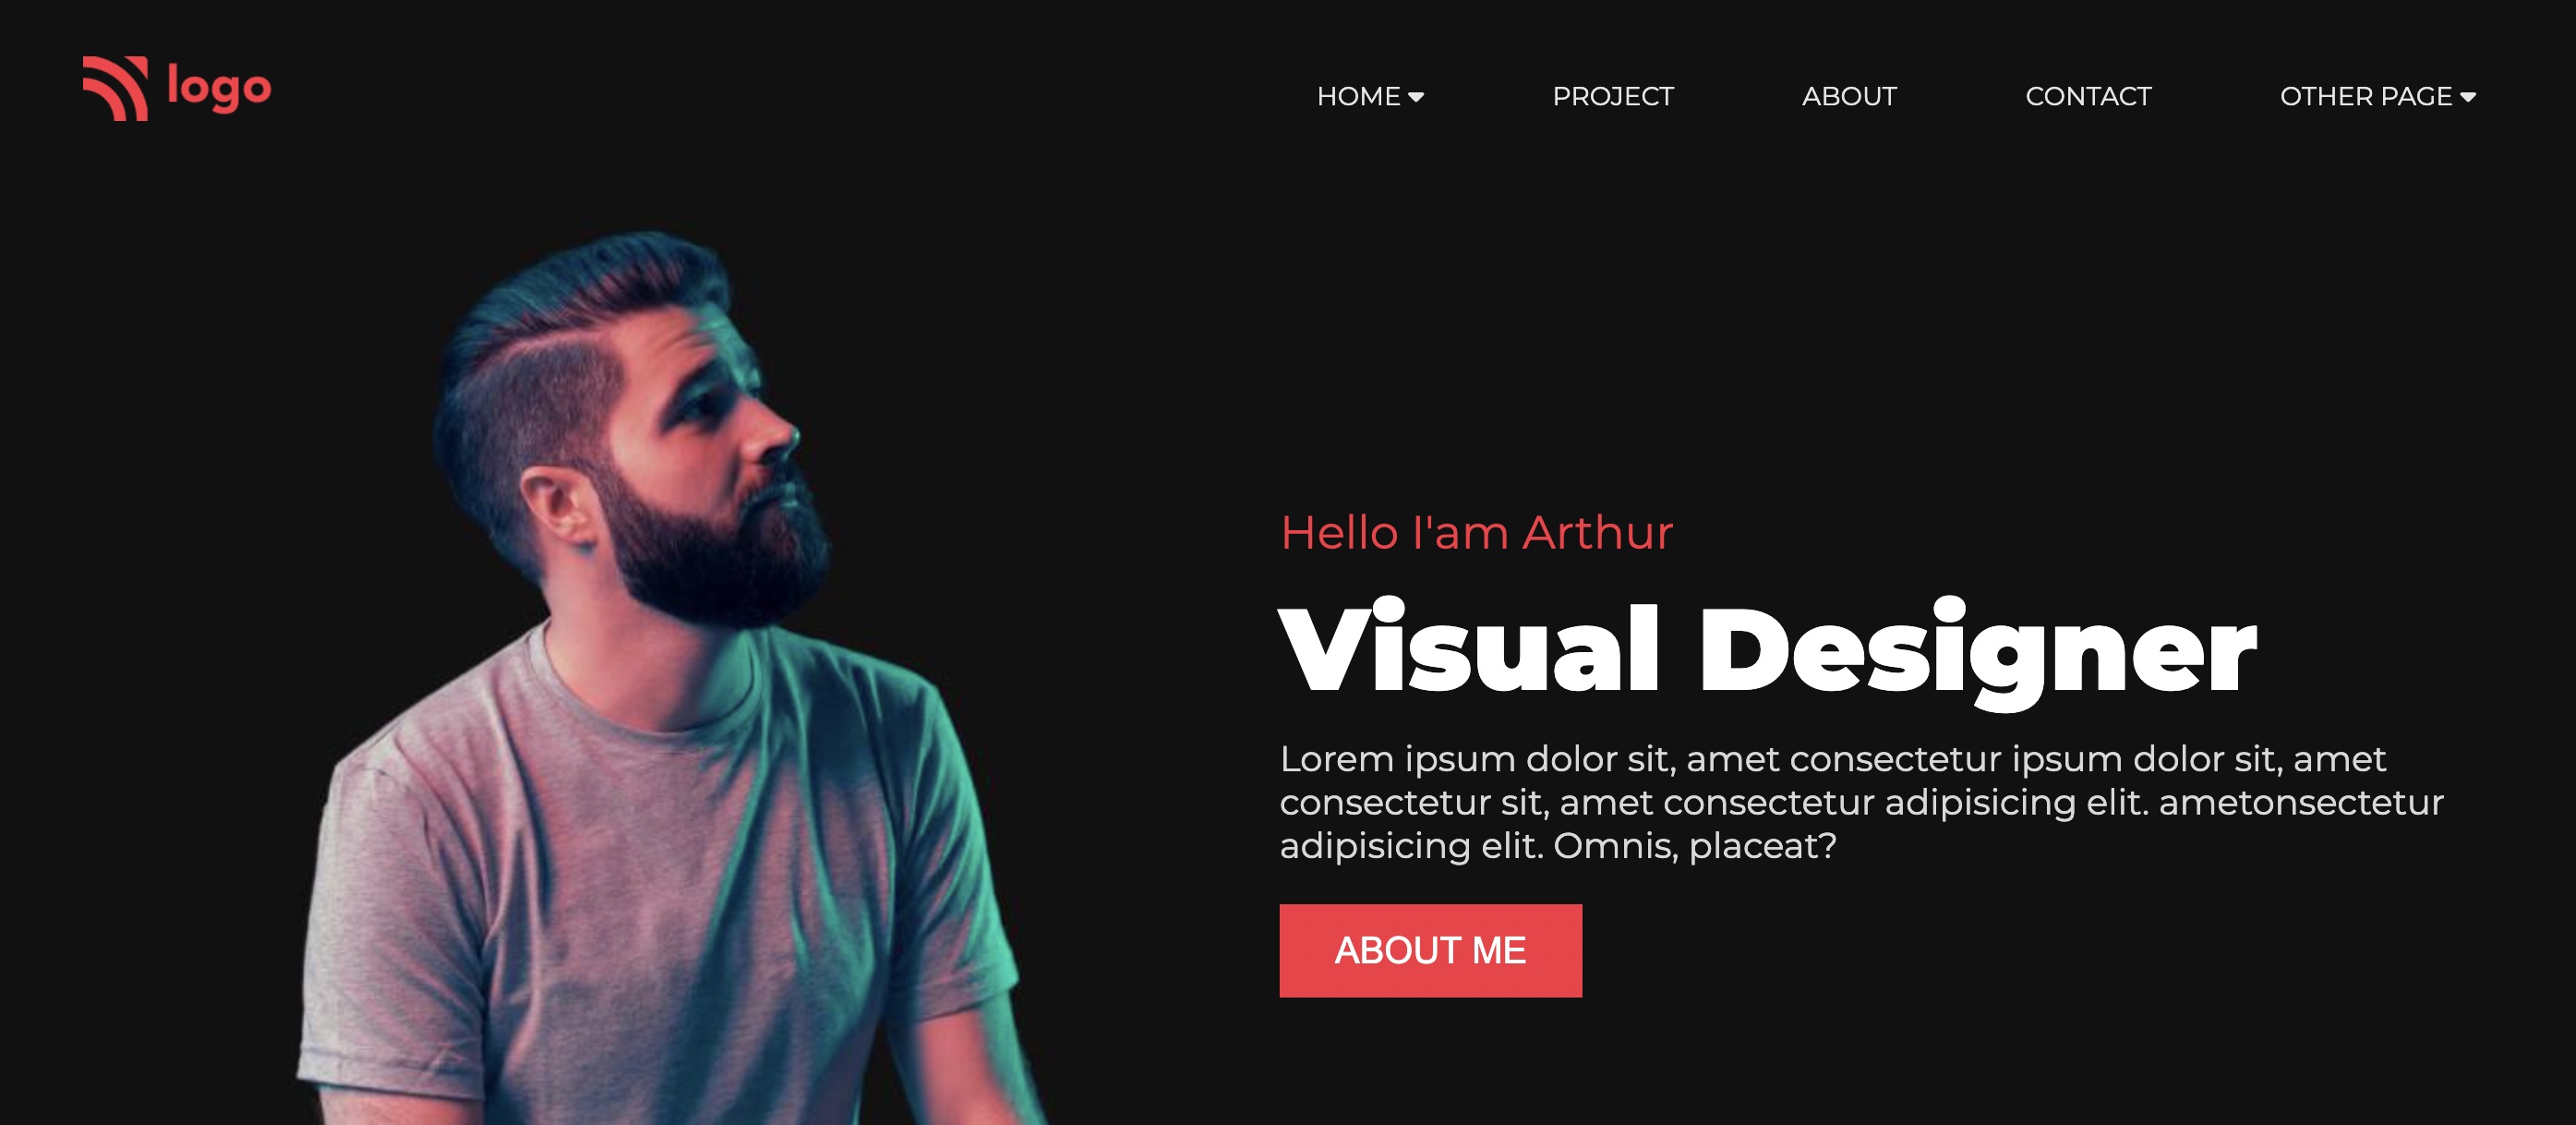 logo
HOME
PROJECT
ABOUT
CONTACT
OTHER PAGE
Hello I'am Arthur
Visual Designer
Lorem ipsum dolor sit, amet consectetur ipsum dolor sit, amet
consectetur sit, amet consectetur adipisicing elit. ametonsectetur
adipisicing elit. Omnis, placeat?
ABOUT ME